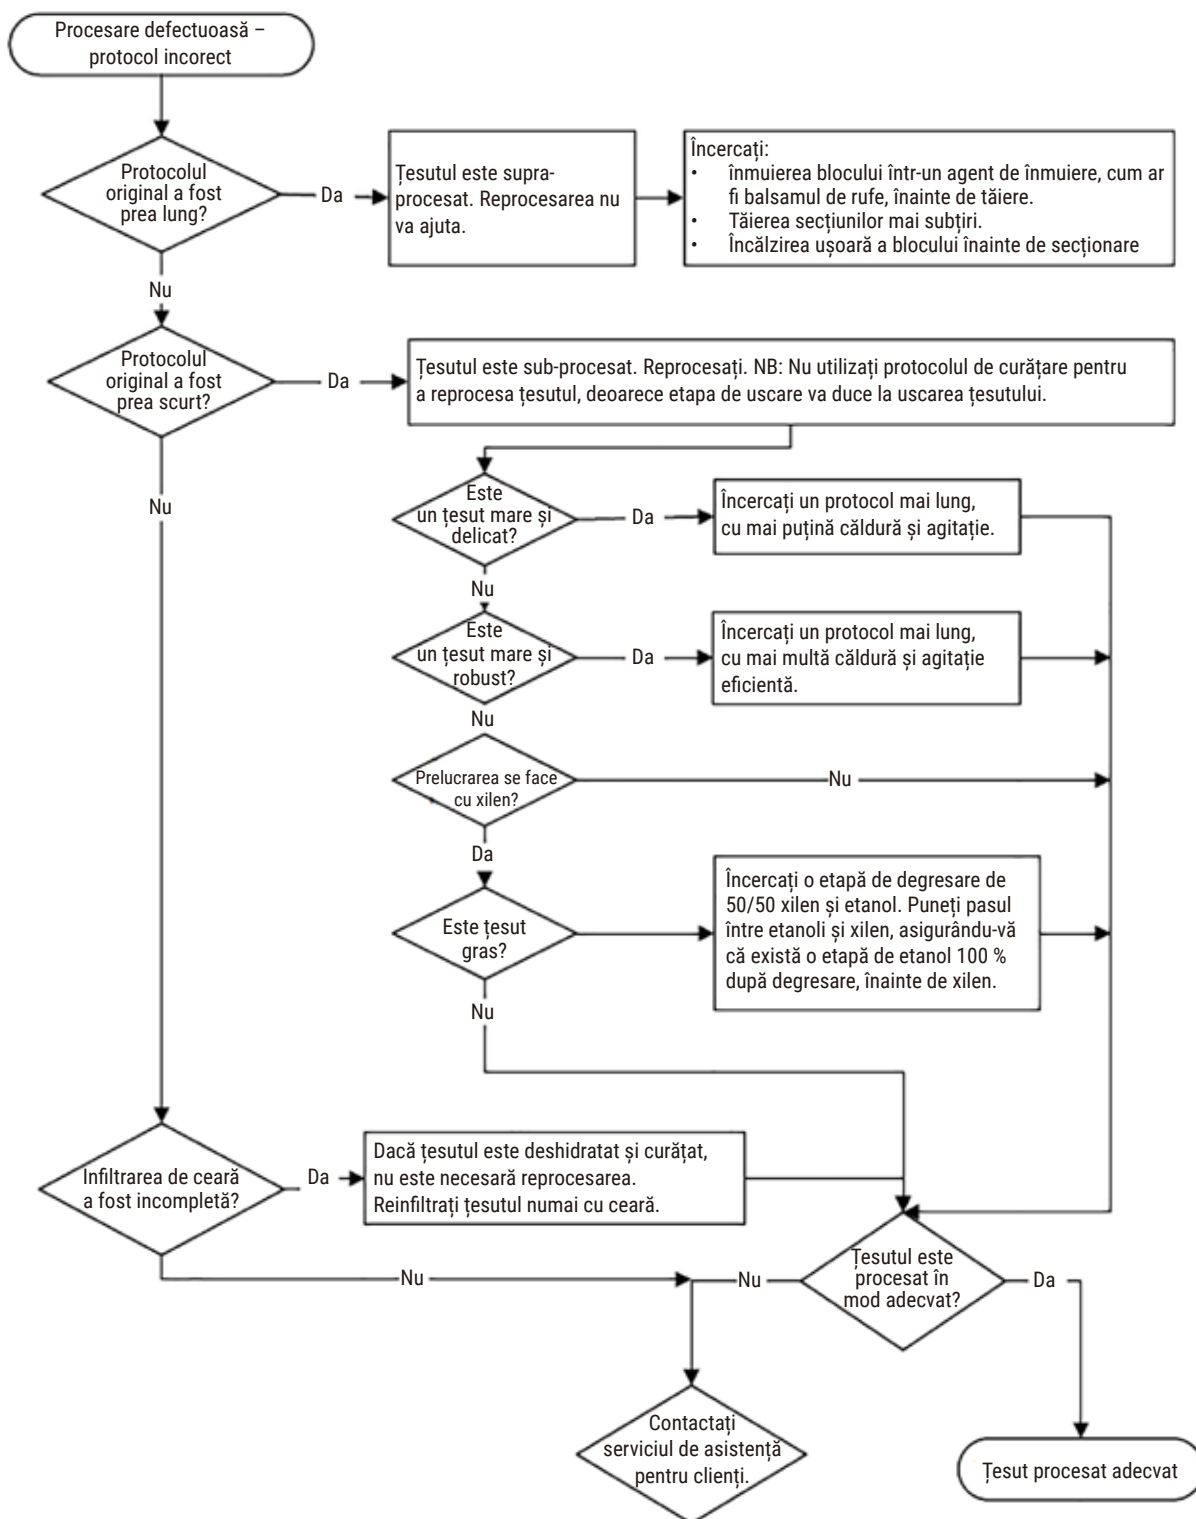 Procesare defectuoasă –
protocol incorect
Protocolul
original a fost
prea lung?
Da
Țesutul este supra-
procesat. Reprocesarea nu
va ajuta.
Încercați:
• înmuierea blocului într-un agent de înmuiere, cum ar
fi balsamul de rufe, înainte de tăiere.
• Tăierea secțiunilor mai subțiri.
• Încălzirea ușoară a blocului înainte de secționare
Nu
Protocolul
original a fost
prea scurt?
Da
Țesutul este sub-procesat. Reprocesați. NB: Nu utilizați protocolul de curățare pentru
a reprocesa țesutul, deoarece etapa de uscare va duce la uscarea țesutului.
Nu
Este
un țesut mare și
delicat?
Da
Încercați un protocol mai lung,
cu mai puțină căldură și agitație.
Nu
Este
un țesut mare și
robust?
Da
Încercați un protocol mai lung,
cu mai multă căldură și agitație
eficientă.
Nu
Prelucrarea se face
cu xilen?
Nu
Da
Este țesut
gras?
Încercați o etapă de degresare de
50/50 xilen și etanol. Puneți pasul
între etanoli și xilen, asigurându-vă
că există o etapă de etanol 100 %
după degresare, înainte de xilen.
Nu
Infiltrarea de ceară
a fost incompletă?
Da
Dacă țesutul este deshidratat și curățat,
nu este necesară reprocesarea.
Reinfiltrați țesutul numai cu ceară.
Nu
Țesutul este
procesat în
mod adecvat?
Nu
Da
Contactați
serviciul de asistență
pentru clienți.
Țesut procesat adecvat